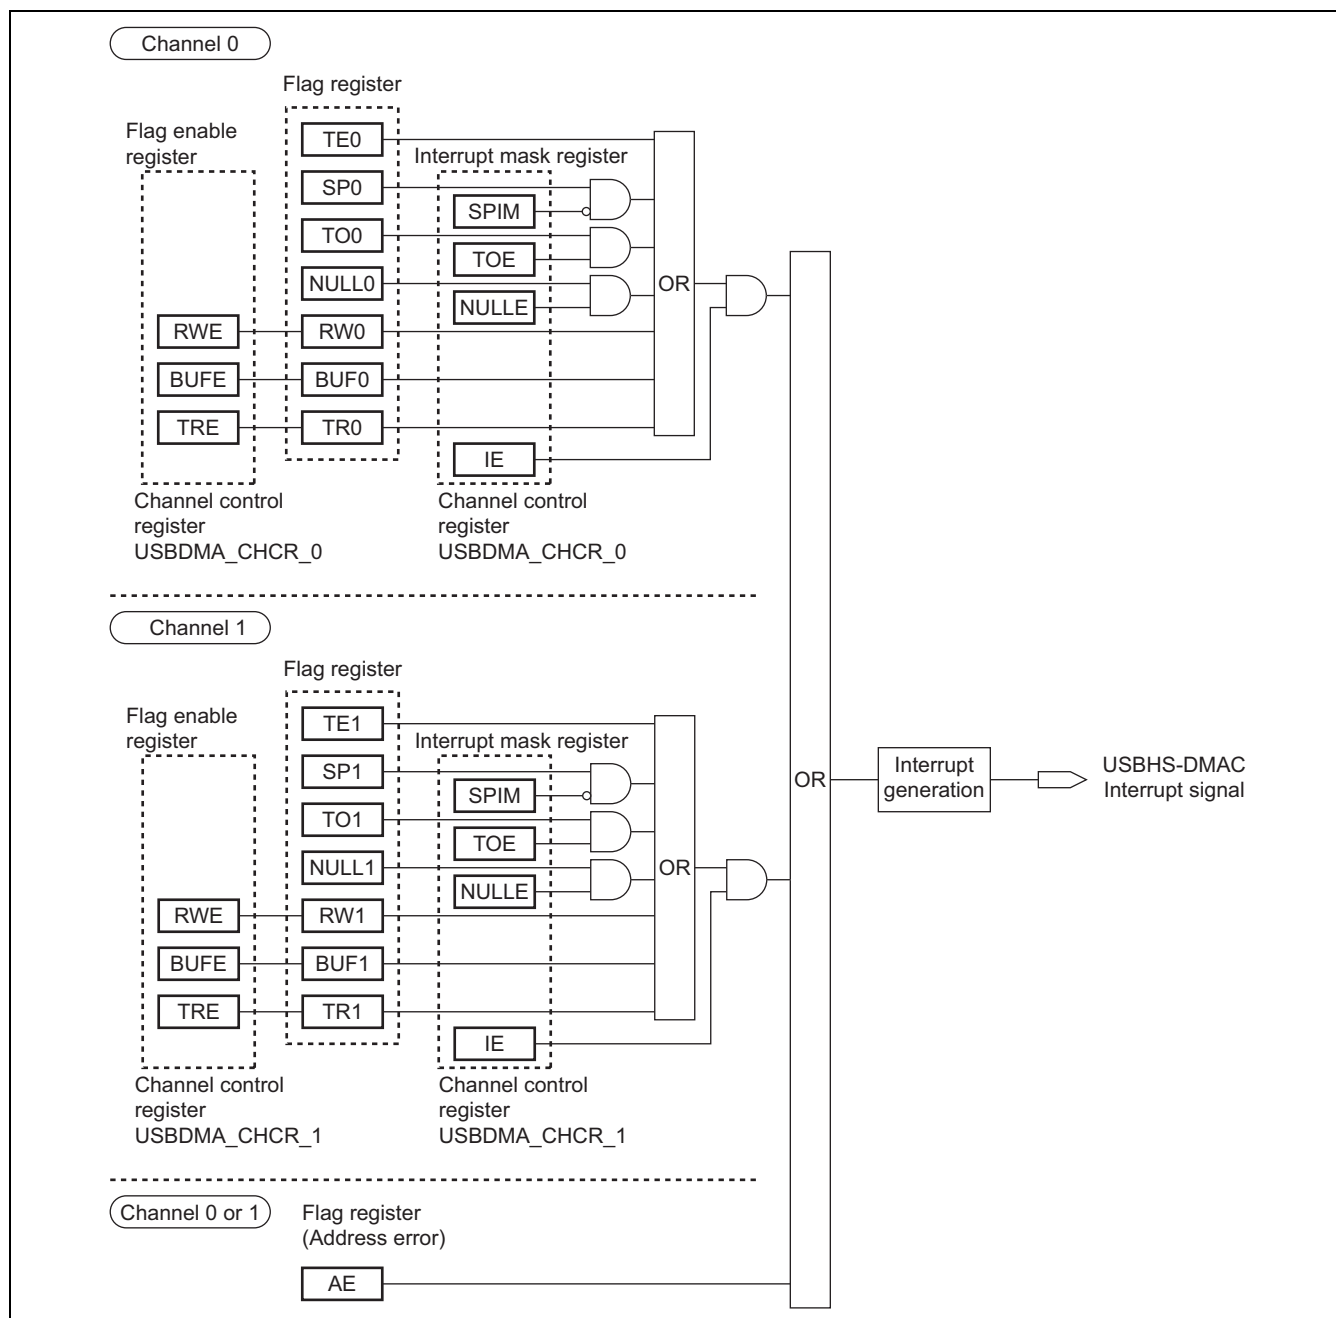 Channel 0
Flag register
Flag enable
register
TE0
Interrupt mask register
SP0
SPIM
TO0
TOE
NULL0
OR
NULLE
RWE
RW0
BUFE
BUF0
TRE
TR0
IE
Channel control
register
USBDMA_CHCR_0
Channel control
register
USBDMA_CHCR_0
Channel 1
Flag register
Flag enable
register
TE1
Interrupt mask register
SP1
SPIM
TO1
TOE
NULL1
OR
NULLE
RWE
RW1
BUFE
BUF1
TRE
TR1
IE
Channel control
register
USBDMA_CHCR_1
Channel control
register
USBDMA_CHCR_1
OR
Interrupt
generation
USBHS-DMAC
Interrupt signal
Channel 0 or 1
Flag register
(Address error)
AE